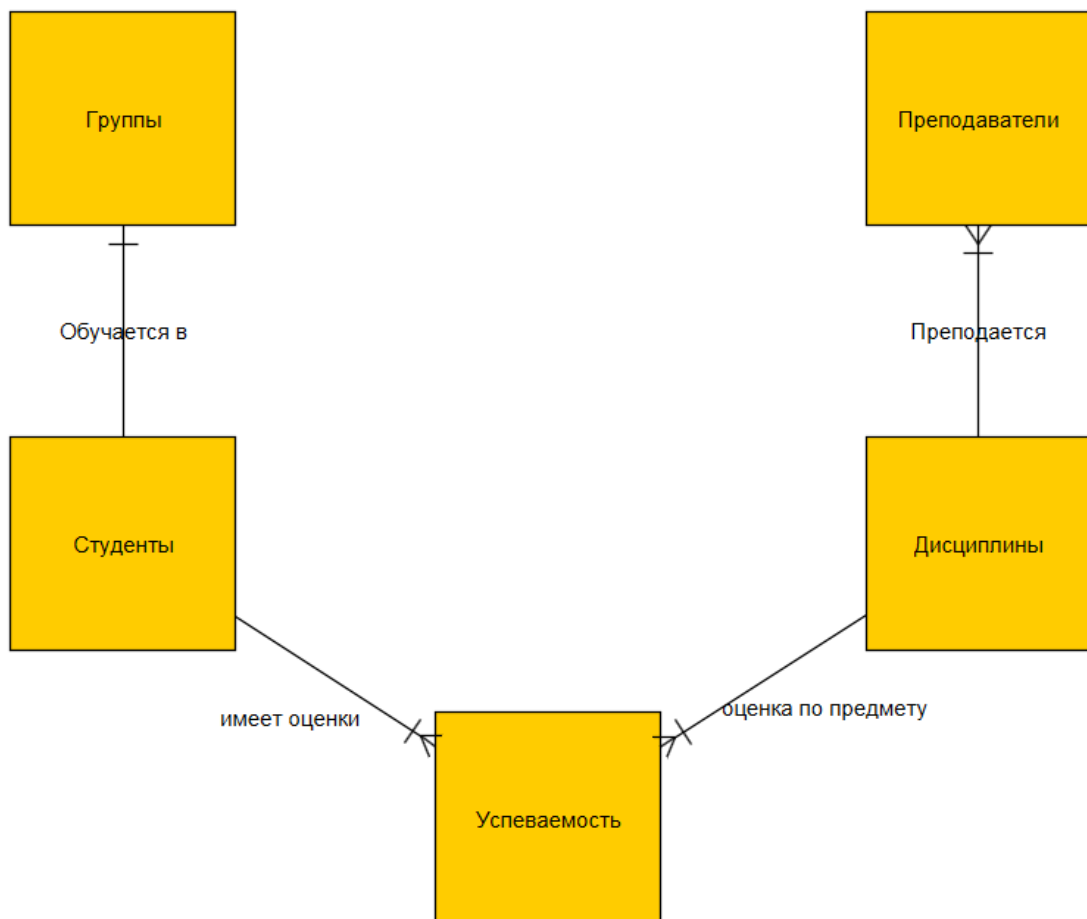 Группы
Преподаватели
Обучается в
Преподается
Студенты
Дисциплины
имеет оценки
оценка по предмету
Успеваемость